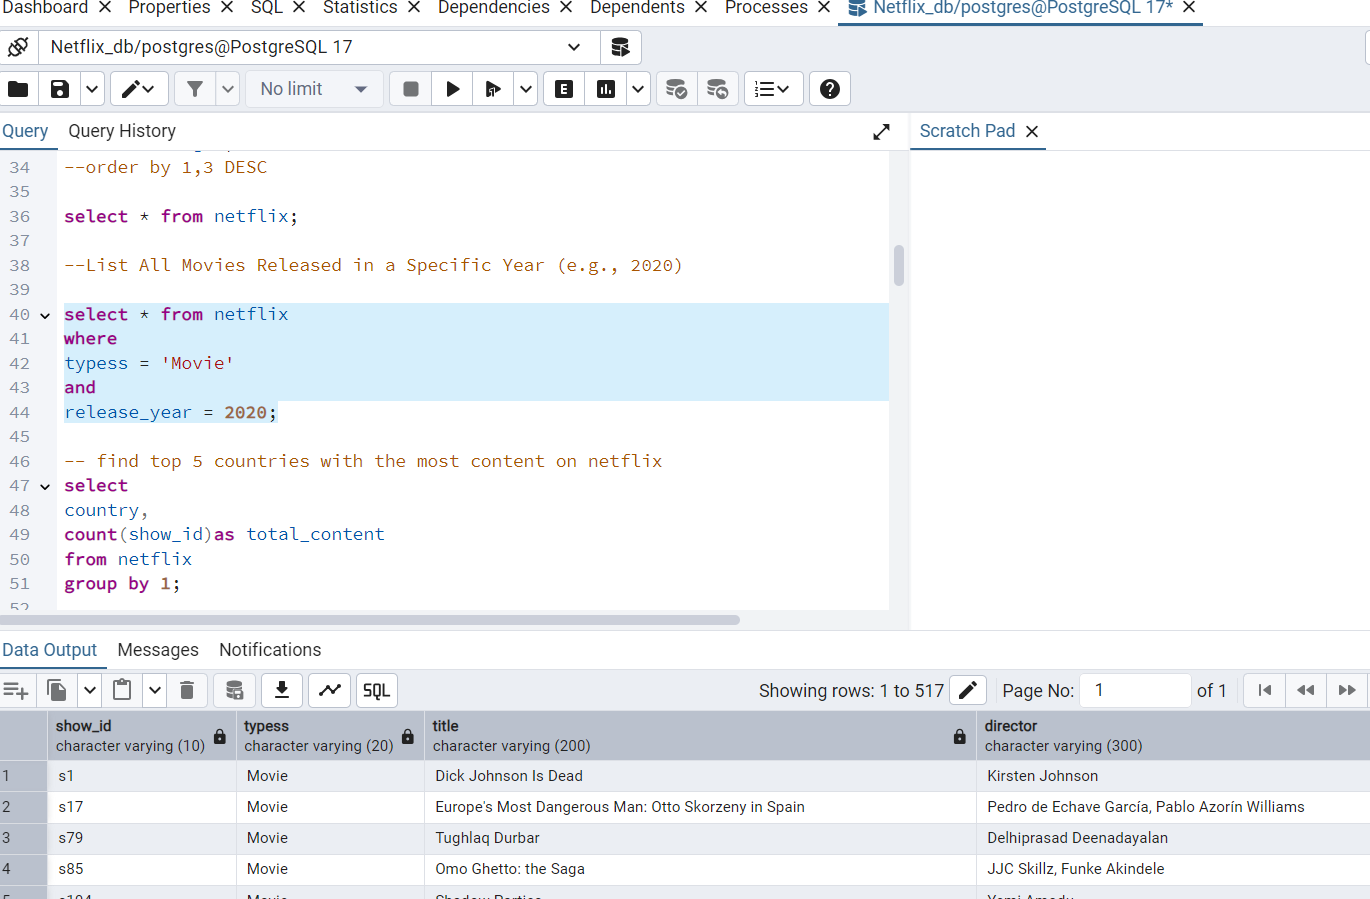 Dashboard Properties SQL Statistics Dependencies Dependents Processes Netflix_db/postgres@PostgreSQL 17*
Netflix_db/postgres@PostgreSQL 17
No limit
E
Query Query History
Scratch Pad
34 --order by 1,3 DESC
35
36 select * from netflix;
37
38 --List All Movies Released in a Specific Year (e.g., 2020)
39
40 select * from netflix
41 where
42 typess = 'Movie'
43 and
44 release_year = 2020;
45
46 -- find top 5 countries with the most content on netflix
47 select
48 country,
49 count(show_id)as total_content
50 from netflix
51 group by 1;
52
Data Output Messages Notifications
SQL Showing rows: 1 to 517 Page No: 1 of 1
show_id typess title director
character varying (10) character varying (20) character varying (200) character varying (300)
1 s1 Movie Dick Johnson Is Dead Kirsten Johnson
2 s17 Movie Europe's Most Dangerous Man: Otto Skorzeny in Spain Pedro de Echave García, Pablo Azorín Williams
3 s79 Movie Tughlaq Durbar Delhiprasad Deenadayalan
4 s85 Movie Omo Ghetto: the Saga JJC Skillz, Funke Akindele